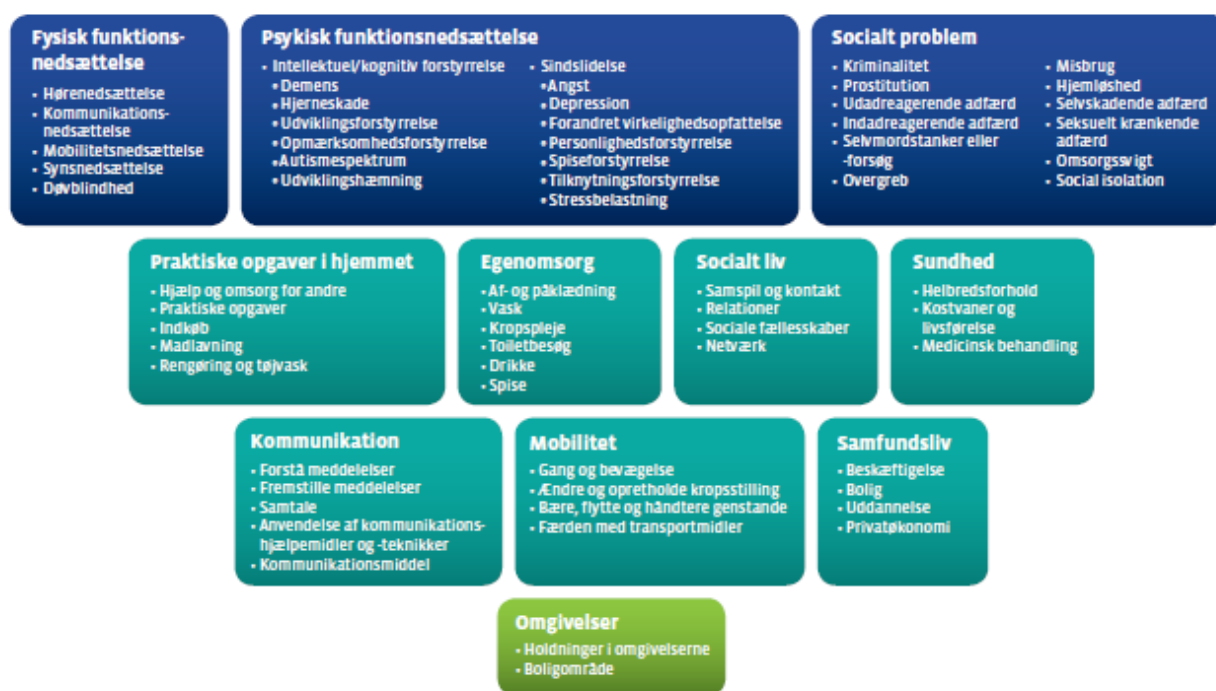 Fysisk funktions-
nedsættelse
- Hørenedsættelse
- Kommunikations-
nedsættelse
- Mobilitetsnedsættelse
- Synsnedsættelse
- Døvblindhed
Psykisk funktionsnedsættelse
- Intellektuel/kognitiv forstyrrelse
• Demens
• Hjerneskade
• Udviklingsforstyrrelse
• Opmærksomhedsforstyrrelse
• Autismespektrum
• Udviklingshæmning
- Sindslidelse
• Angst
• Depression
• Forandret virkelighedsopfattelse
• Personlighedsforstyrrelse
• Spiseforstyrrelse
• Tilknytningsforstyrrelse
• Stressbelastning
Socialt problem
- Kriminalitet
- Prostitution
- Udadreagerende adfærd
- Indadreagerende adfærd
- Selvmordstanker eller
-forsøg
- Overgreb
- Misbrug
- Hjemløshed
- Selvskadende adfærd
- Seksuelt krænkende
adfærd
- Omsorgssvigt
- Social isolation
Praktiske opgaver i hjemmet
- Hjælp og omsorg for andre
- Praktiske opgaver
- Indkøb
- Madlavning
- Rengøring og tøjvask
Egenomsorg
- Af- og påklædning
- Vask
- Kropspleje
- Toiletbesøg
- Drikke
- Spise
Socialt liv
- Samspil og kontakt
- Relationer
- Sociale fællesskaber
- Netværk
Sundhed
- Helbredsforhold
- Kostvaner og
livsførelse
- Medicinsk behandling
Kommunikation
- Forstå meddelelser
- Fremstille meddelelser
- Samtale
- Anvendelse af kommunikations-
hjælpemidler og -teknikker
- Kommunikationsmiddel
Mobilitet
- Gang og bevægelse
- Ændre og opretholde kropsstilling
- Bære, flytte og håndtere genstande
- Færden med transportmidler
Samfundsliv
- Beskæftigelse
- Bolig
- Uddannelse
- Privatøkonomi
Omgivelser
- Holdninger i omgivelserne
- Boligområde